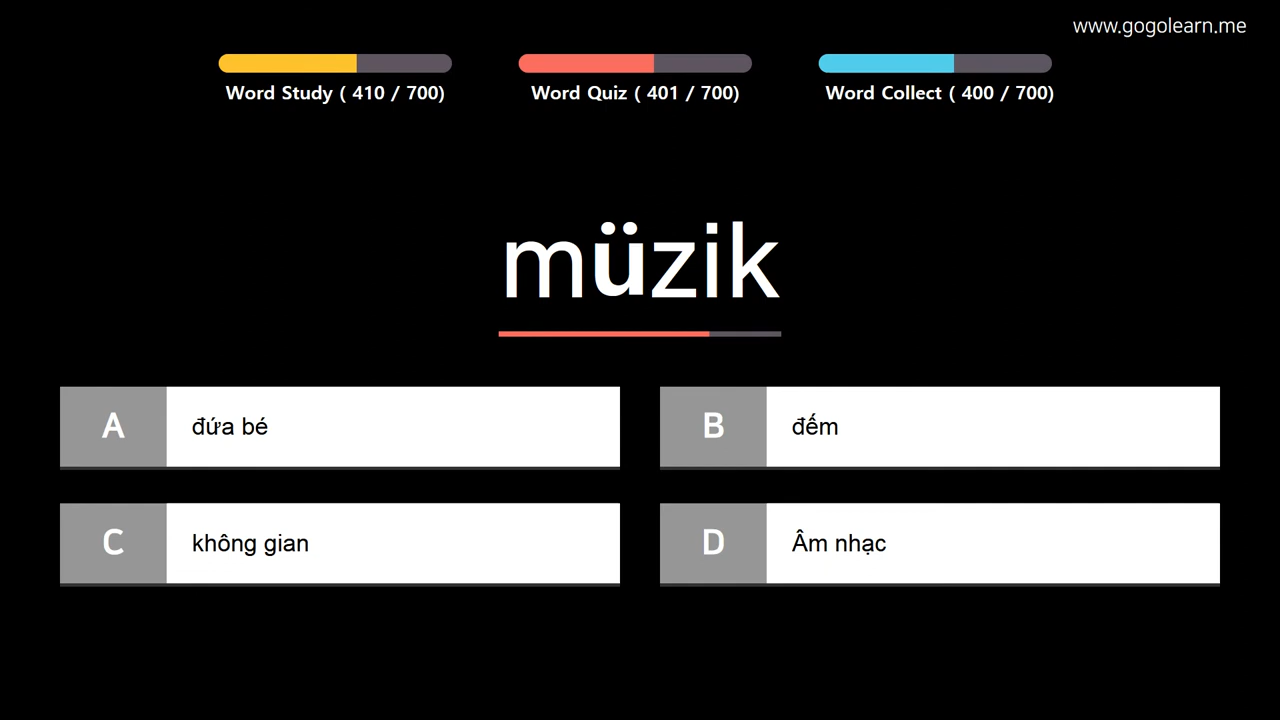 www.gogolearn.me
Word Study ( 410 / 700)
Word Quiz ( 401 / 700)
Word Collect ( 400 / 700)
müzik
A đứa bé
B đếm
C không gian
D Âm nhạc